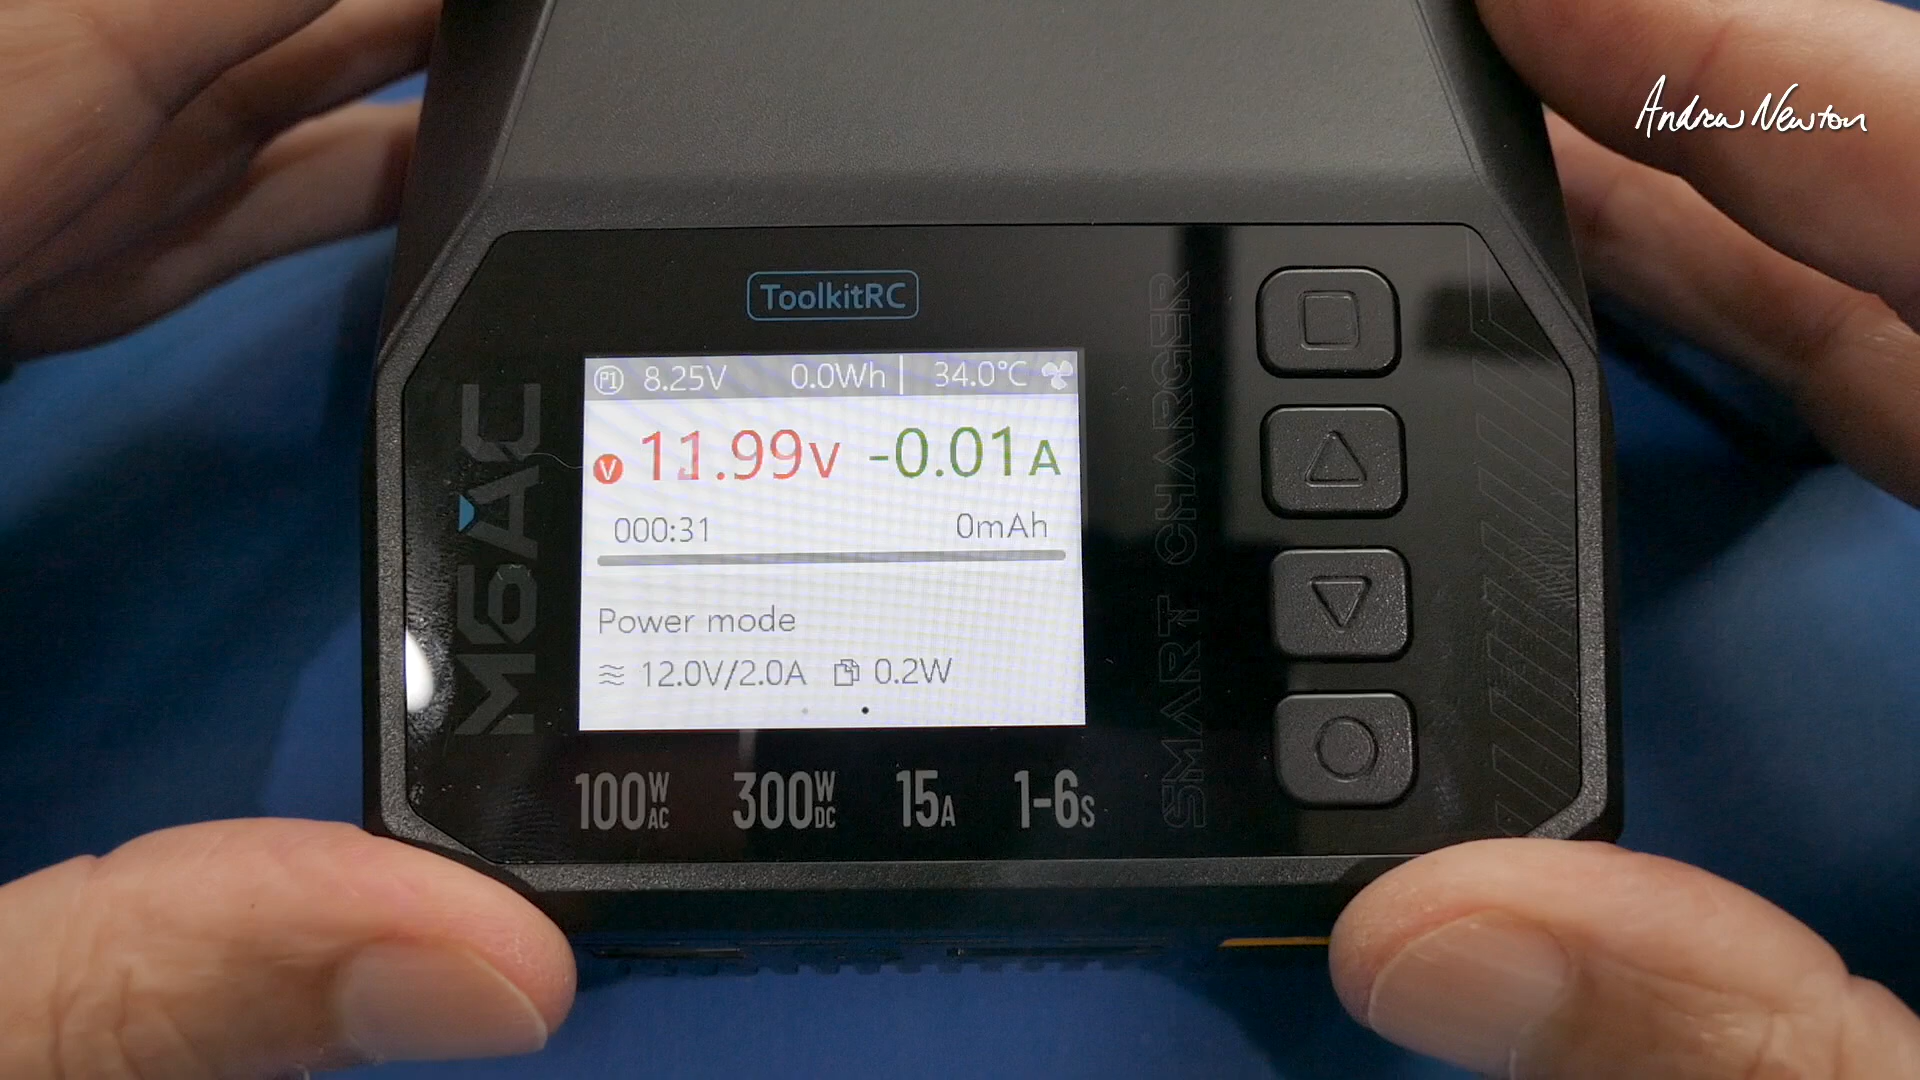 Andrew Newton
ToolkitRC
P1 8.25V 0.0Wh 34.0°C
V 11.99V -0.01A
000:31 0mAh
Power mode
12.0V/2.0A 0.2W
100W AC 300W DC 15A 1-6S
M6AC
SMART CHARGER